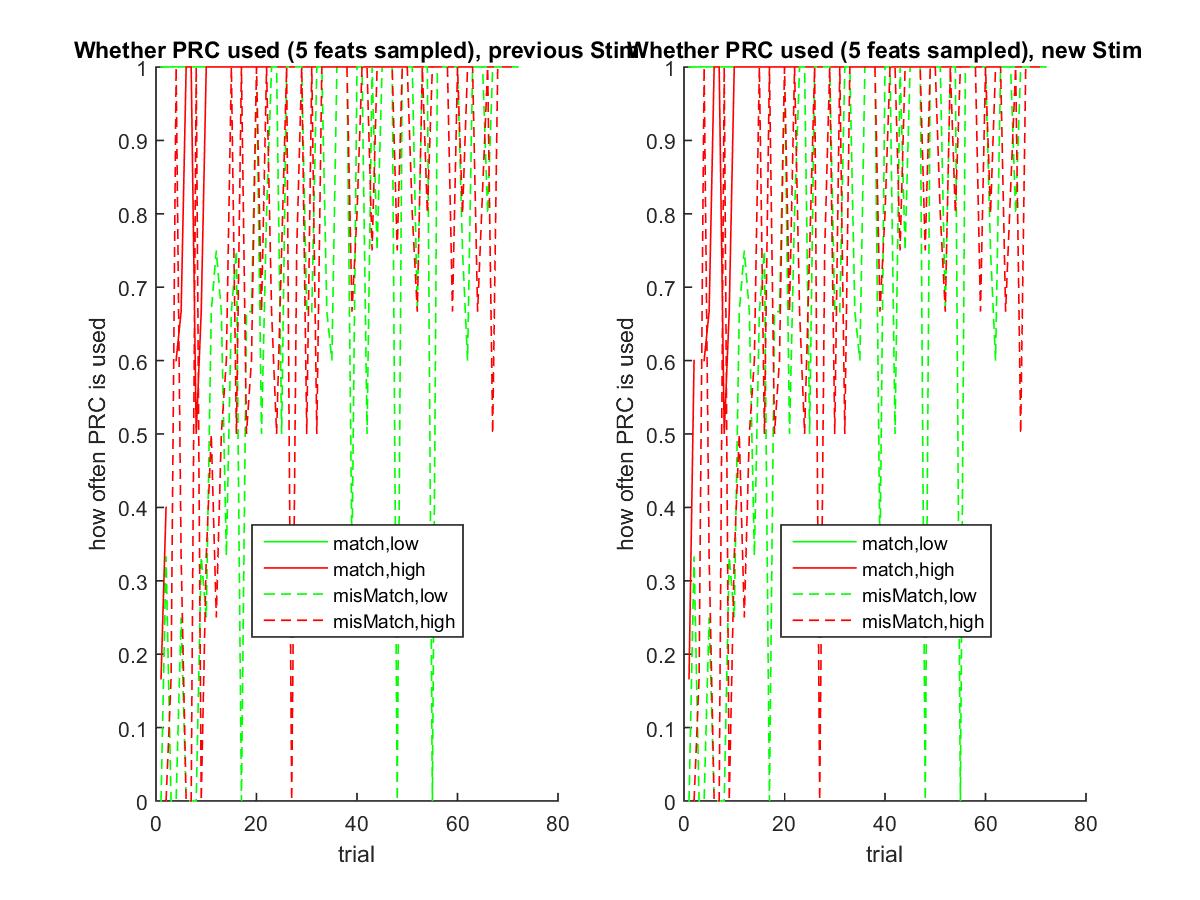 Whether PRC used (5 feats sampled), previous Stim
1
0.9
0.8
0.7
0.6
0.5
0.4
0.3
0.2
0.1
0
how often PRC is used
match,low
match,high
misMatch,low
misMatch,high
0 20 40 60 80
trial
Whether PRC used (5 feats sampled), new Stim
1
0.9
0.8
0.7
0.6
0.5
0.4
0.3
0.2
0.1
0
how often PRC is used
match,low
match,high
misMatch,low
misMatch,high
0 20 40 60 80
trial